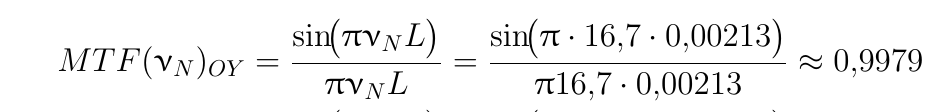 MTF(ν_N)_OY = sin(πν_N L) / πν_N L = sin(π · 16,7 · 0,00213) / π16,7 · 0,00213 ≈ 0,9979